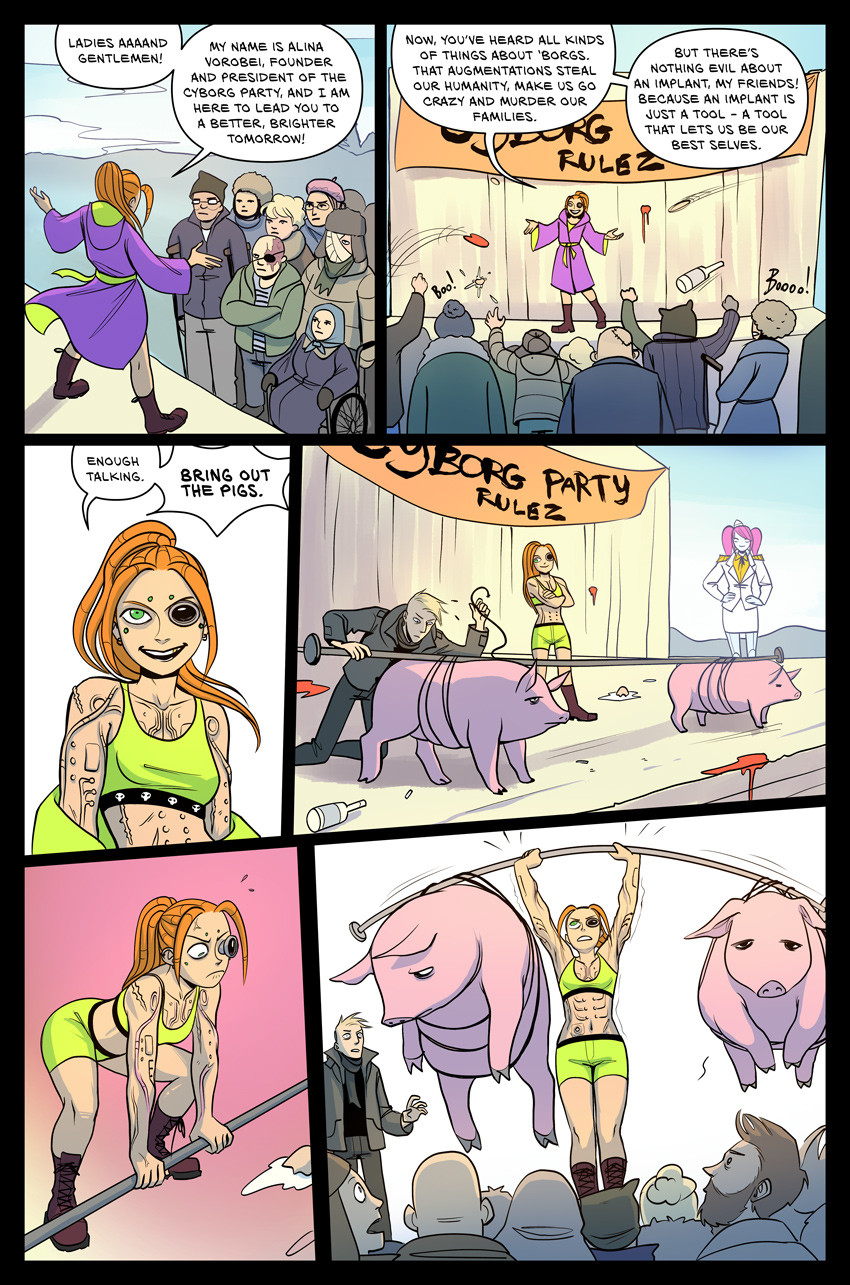 LADIES AAAAND
GENTLEMEN!
MY NAME IS ALINA
VOROBEI, FOUNDER
AND PRESIDENT OF THE
CYBORG PARTY, AND I AM
HERE TO LEAD YOU TO
A BETTER, BRIGHTER
TOMORROW!
NOW, YOU'VE HEARD ALL KINDS
OF THINGS ABOUT 'BORGS.
THAT AUGMENTATIONS STEAL
OUR HUMANITY, MAKE US GO
CRAZY AND MURDER OUR
FAMILIES.
BUT THERE'S
NOTHING EVIL ABOUT
AN IMPLANT, MY FRIENDS!
BECAUSE AN IMPLANT IS
JUST A TOOL – A TOOL
THAT LETS US BE OUR
BEST SELVES.
CYBORG
RULEZ
BOO!
BOOOO!
ENOUGH
TALKING.
BRING OUT
THE PIGS.
CYBORG PARTY
RULEZ